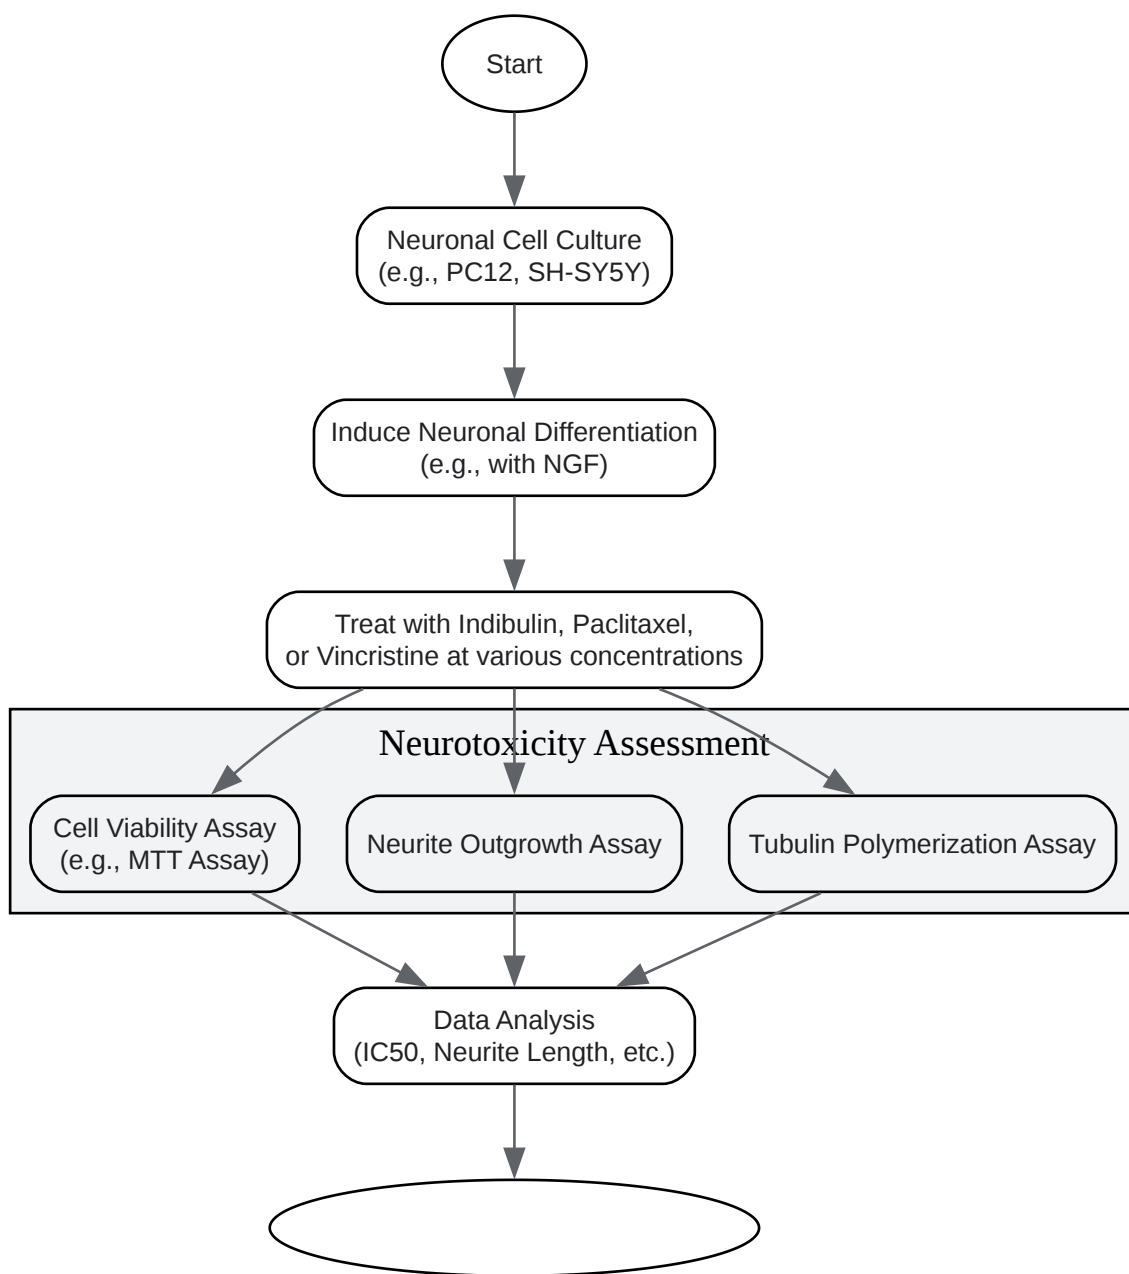 Start
Neuronal Cell Culture
(e.g., PC12, SH-SY5Y)
Induce Neuronal Differentiation
(e.g., with NGF)
Treat with Indibulin, Paclitaxel,
or Vincristine at various concentrations
Neurotoxicity Assessment
Cell Viability Assay
(e.g., MTT Assay)
Neurite Outgrowth Assay
Tubulin Polymerization Assay
Data Analysis
(IC50, Neurite Length, etc.)